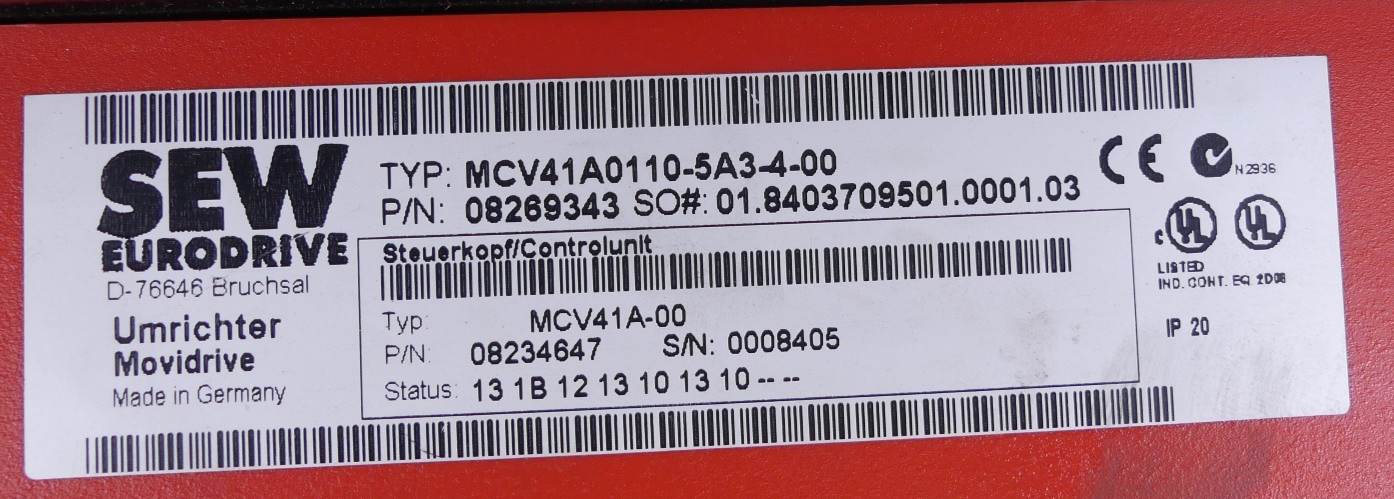 SEW
EURODRIVE
D-76646 Bruchsal
Umrichter
Movidrive
Made in Germany
TYP: MCV41A0110-5A3-4-00
P/N: 08269343 SO#: 01.8403709501.0001.03
Steuerkopf/Controlunit
Typ: MCV41A-00
P/N: 08234647 S/N: 0008405
Status: 13 1B 12 13 10 13 10 -- --
CE
N2936
c UL UL
LISTED
IND. CONT. EQ. 2D06
IP 20